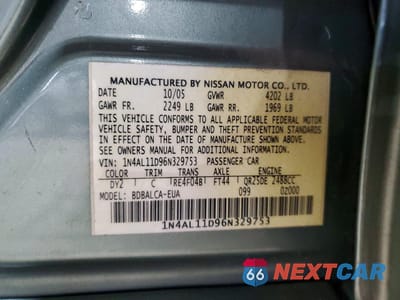 MANUFACTURED BY NISSAN MOTOR CO., LTD.
DATE 10/05 GVWR 4202 LB
GAWR FR. 2249 LB GAWR RR. 1969 LB
THIS VEHICLE CONFORMS TO ALL APPLICABLE FEDERAL MOTOR
VEHICLE SAFETY, BUMPER AND THEFT PREVENTION STANDARDS
IN EFFECT ON THE DATE OF MANUFACTURE SHOWN ABOVE.
SEE OWNERS MANUAL FOR ADDITIONAL INFORMATION
VIN: 1N4AL11D96N329753 PASSENGER CAR
COLOR TRIM TRANS AXLE ENGINE
DY2 C RE4F04B FT44 QR25DE 2488CC
MODEL: BDBALCA-EUA 099 0Z000
1N4AL11D96N329753
66 NEXTCAR